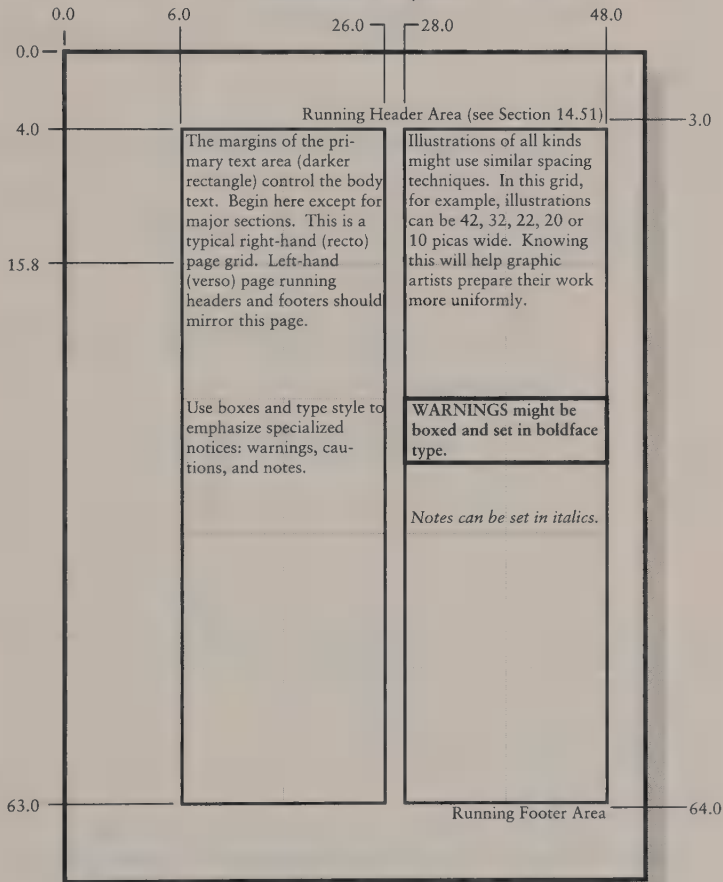 0.0 6.0 26.0 28.0 48.0
0.0
Running Header Area (see Section 14.51) 3.0
4.0
The margins of the pri-
mary text area (darker
rectangle) control the body
text. Begin here except for
major sections. This is a
typical right-hand (recto)
page grid. Left-hand
(verso) page running
headers and footers should
mirror this page.
15.8
Use boxes and type style to
emphasize specialized
notices: warnings, cau-
tions, and notes.
Illustrations of all kinds
might use similar spacing
techniques. In this grid,
for example, illustrations
can be 42, 32, 22, 20 or
10 picas wide. Knowing
this will help graphic
artists prepare their work
more uniformly.
WARNINGS might be
boxed and set in boldface
type.
Notes can be set in italics.
63.0
Running Footer Area 64.0